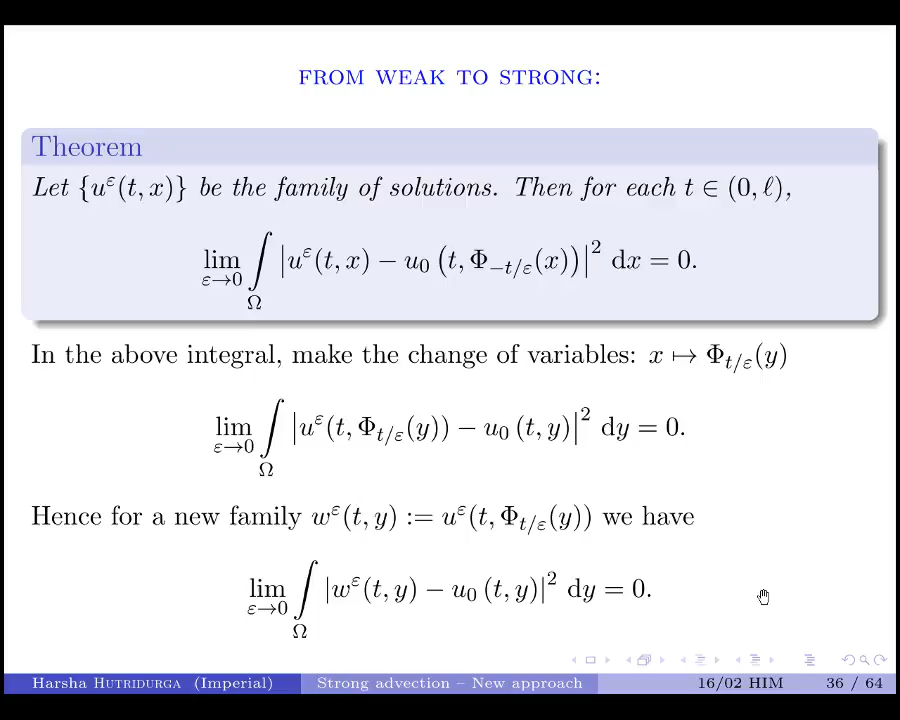 FROM WEAK TO STRONG:
Theorem
Let {u^ε(t, x)} be the family of solutions. Then for each t ∈ (0, ℓ),
lim_{ε→0} ∫_Ω |u^ε(t, x) − u_0 (t, Φ_{−t/ε}(x))|^2 dx = 0.
In the above integral, make the change of variables: x ↦ Φ_{t/ε}(y)
lim_{ε→0} ∫_Ω |u^ε(t, Φ_{t/ε}(y)) − u_0 (t, y)|^2 dy = 0.
Hence for a new family w^ε(t, y) := u^ε(t, Φ_{t/ε}(y)) we have
lim_{ε→0} ∫_Ω |w^ε(t, y) − u_0 (t, y)|^2 dy = 0.
Harsha HUTRIDURGA (Imperial) Strong advection – New approach 16/02 HIM 36 / 64